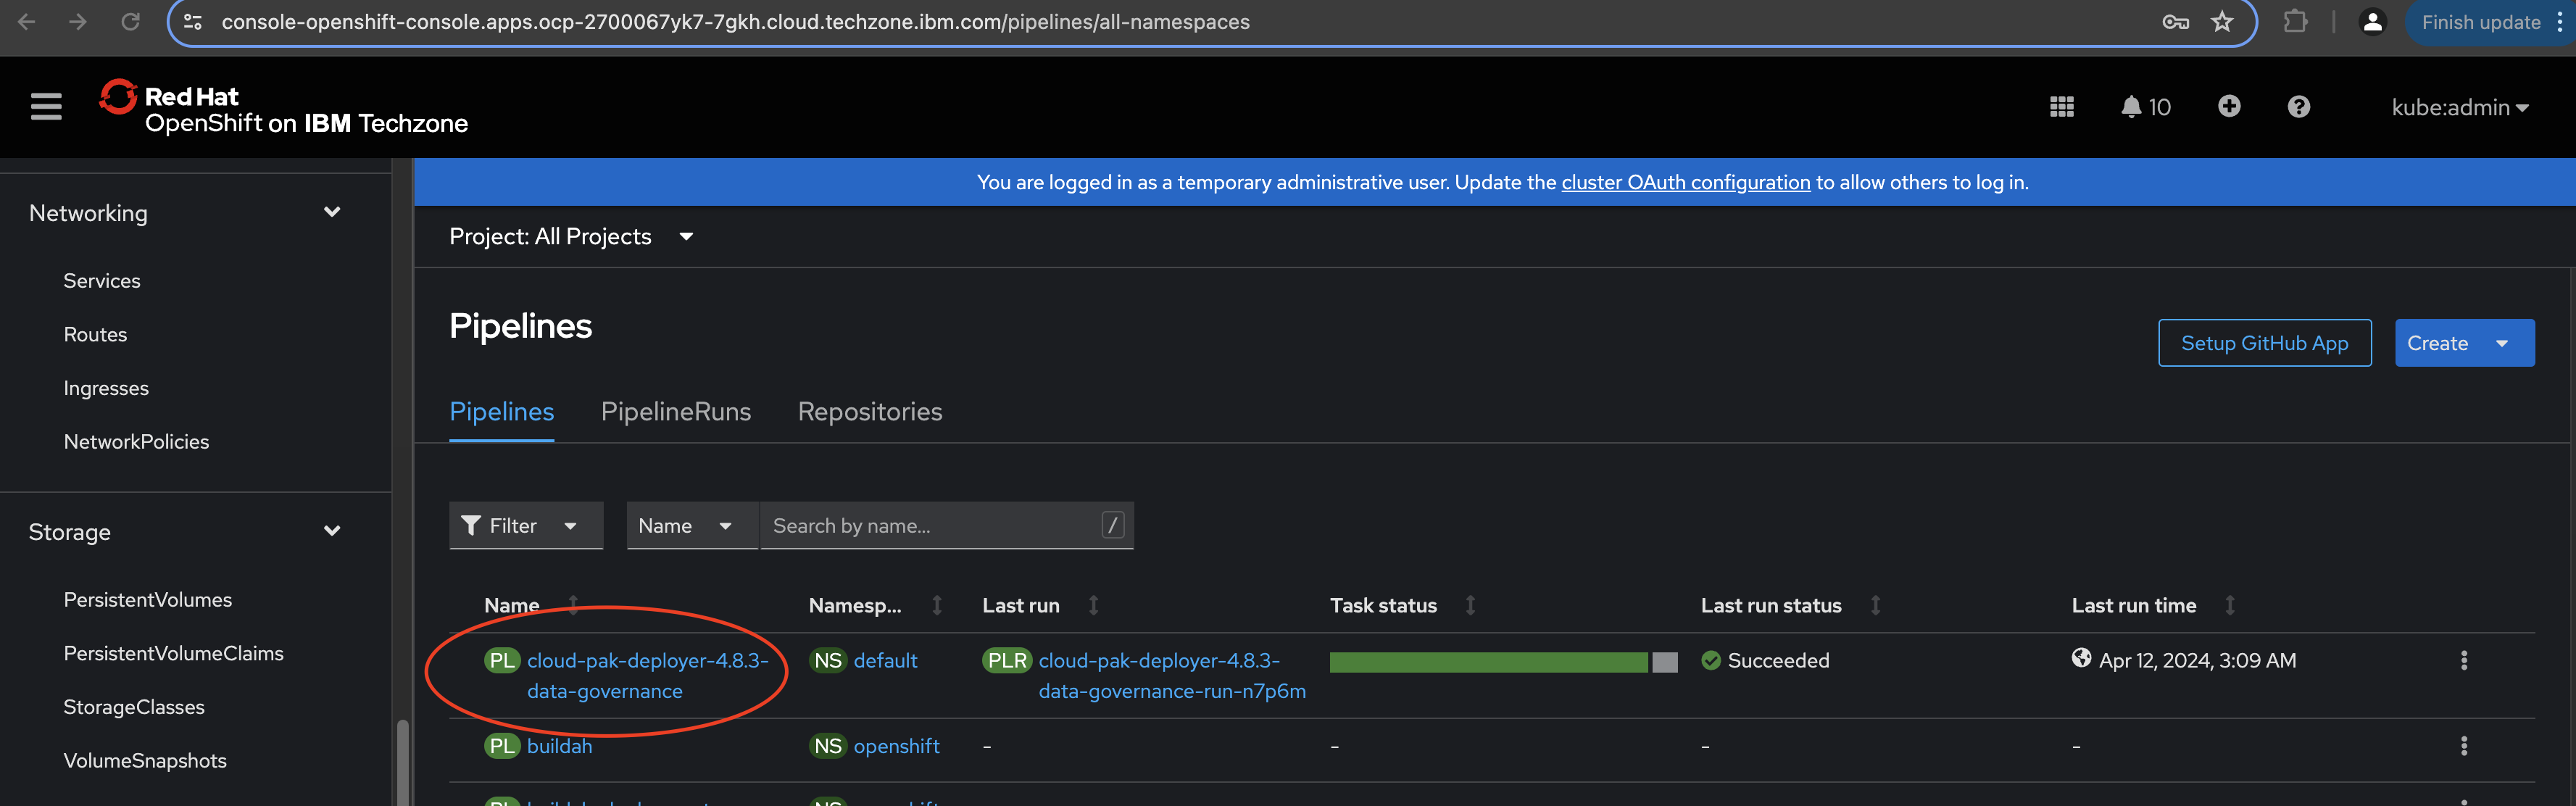 console-openshift-console.apps.ocp-2700067yk7-7gkh.cloud.techzone.ibm.com/pipelines/all-namespaces
Finish update
Red Hat
OpenShift on IBM Techzone
10
kube:admin
You are logged in as a temporary administrative user. Update the cluster OAuth configuration to allow others to log in.
Networking
Services
Routes
Ingresses
NetworkPolicies
Storage
PersistentVolumes
PersistentVolumeClaims
StorageClasses
VolumeSnapshots
Project: All Projects
Pipelines
Setup GitHub App
Create
Pipelines PipelineRuns Repositories
Filter Name Search by name... /
Name Namesp... Last run Task status Last run status Last run time
PL cloud-pak-deployer-4.8.3- NS default PLR cloud-pak-deployer-4.8.3- Succeeded Apr 12, 2024, 3:09 AM
data-governance data-governance-run-n7p6m
PL buildah NS openshift - - - -